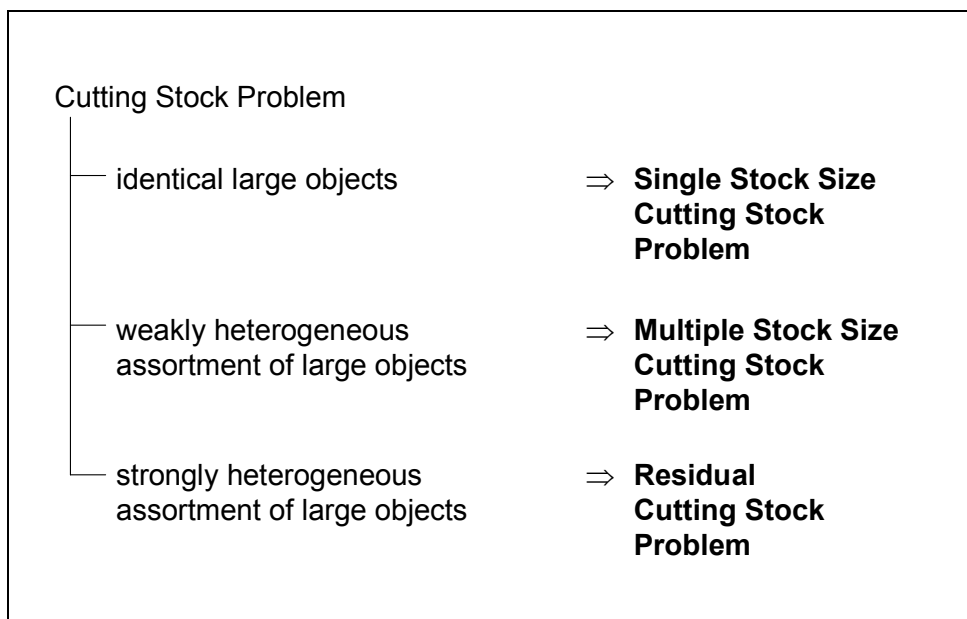 Cutting Stock Problem
identical large objects ⇒ Single Stock Size
Cutting Stock
Problem
weakly heterogeneous ⇒ Multiple Stock Size
assortment of large objects Cutting Stock
Problem
strongly heterogeneous ⇒ Residual
assortment of large objects Cutting Stock
Problem